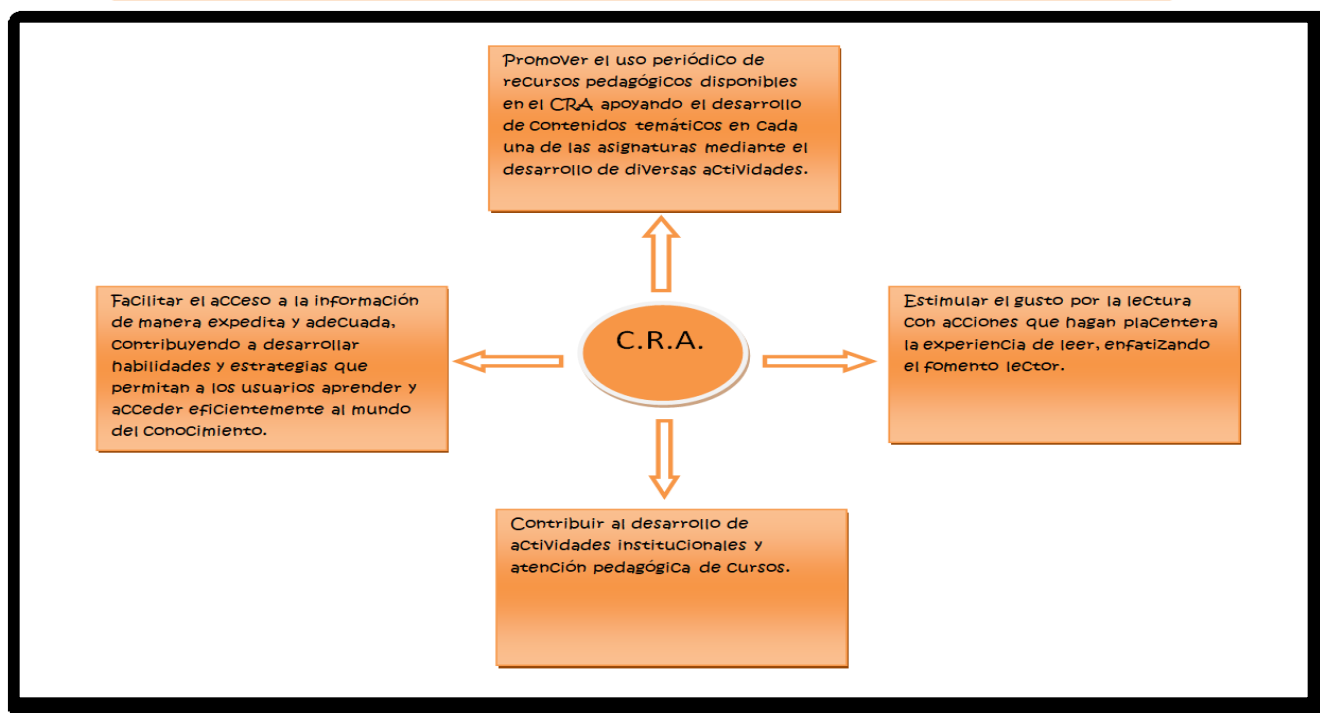 Promover el uso periódico de
recursos pedagógicos disponibles
en el CRA apoyando el desarrollo
de contenidos temáticos en cada
una de las asignaturas mediante el
desarrollo de diversas actividades.
Facilitar el acceso a la información
de manera expedita y adecuada,
contribuyendo a desarrollar
habilidades y estrategias que
permitan a los usuarios aprender y
acceder eficientemente al mundo
del conocimiento.
C.R.A.
Estimular el gusto por la lectura
con acciones que hagan placentera
la experiencia de leer, enfatizando
el fomento lector.
Contribuir al desarrollo de
actividades institucionales y
atención pedagógica de cursos.